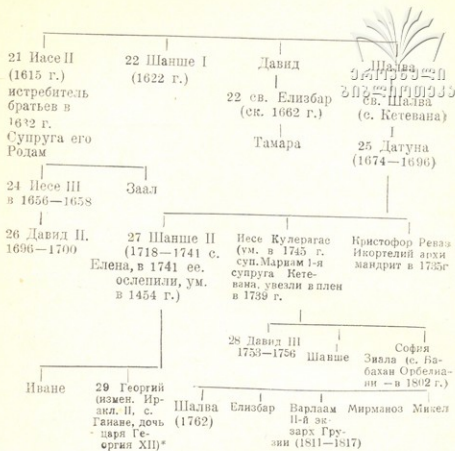 21 Иасе II
(1615 г.)
истребитель
братьев в
1632 г.
Супруга его
Родам
22 Шанше I
(1622 г.)
Давид
22 св. Елизбар
(ск. 1662 г.)
Тамара
Шалва
св. Шалва
(с. Кетевана)
25 Датуна
(1674—1696)
ეროვნული
ბიბლიოთეკა
24 Иесе III
в 1656—1658
Заал
26 Давид II.
1696—1700
27 Шанше II
(1718—1741 с.
Елена, в 1741 ее.
ослепили, ум.
в 1454 г.)
Иесе Кулерагас
(ум. в 1745 г.
суп. Мариам 1-я
супруга Кете-
вана, увезли в плен
в 1739 г.
Кристофор Реваз
Икортелий архи
мандрит в 1735г
28 Давид III
1753—1756
Шанше
София
Зиала (с. Ба-
бахан Орбелиа-
ни — в 1802 г.)
Иване
29 Георгий
(измен. Ир-
акл. II, с.
Гаиане, дочь
царя Ге-
оргия XII)*
Шалва
(1762)
Елизбар
Варлаам
II-й эк-
зарх Гру-
зии (1811—1817)
Мирманоз
Микел